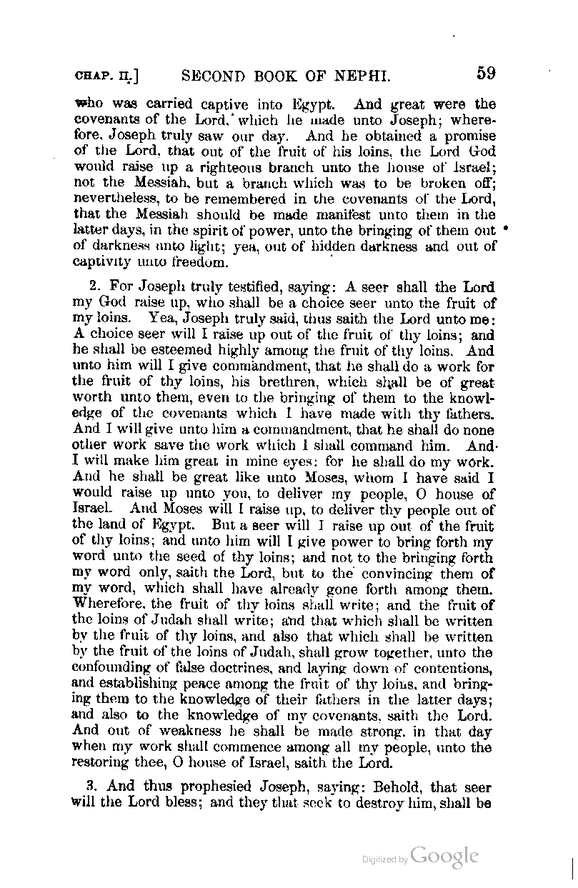 CHAP. II.] SECOND BOOK OF NEPHI. 59
who was carried captive into Egypt. And great were the
covenants of the Lord, which he made unto Joseph; where-
fore, Joseph truly saw our day. And he obtained a promise
of the Lord, that out of the fruit of his loins, the Lord God
would raise up a righteous branch unto the house of Israel;
not the Messiah, but a branch which was to be broken off;
nevertheless, to be remembered in the covenants of the Lord,
that the Messiah should be made manifest unto them in the
latter days, in the spirit of power, unto the bringing of them out
of darkness unto light; yea, out of hidden darkness and out of
captivity unto freedom.
2. For Joseph truly testified, saying: A seer shall the Lord
my God raise up, who shall be a choice seer unto the fruit of
my loins. Yea, Joseph truly said, thus saith the Lord unto me:
A choice seer will I raise up out of the fruit of thy loins; and
he shall be esteemed highly among the fruit of thy loins. And
unto him will I give commandment, that he shall do a work for
the fruit of thy loins, his brethren, which shall be of great
worth unto them, even to the bringing of them to the knowl-
edge of the covenants which I have made with thy fathers.
And I will give unto him a commandment, that he shall do none
other work save the work which I shall command him. And
I will make him great in mine eyes: for he shall do my work.
And he shall be great like unto Moses, whom I have said I
would raise up unto you, to deliver my people, O house of
Israel. And Moses will I raise up, to deliver thy people out of
the land of Egypt. But a seer will I raise up out of the fruit
of thy loins; and unto him will I give power to bring forth my
word unto the seed of thy loins; and not to the bringing forth
my word only, saith the Lord, but to the convincing them of
my word, which shall have already gone forth among them.
Wherefore, the fruit of thy loins shall write; and the fruit of
the loins of Judah shall write; and that which shall be written
by the fruit of thy loins, and also that which shall be written
by the fruit of the loins of Judah, shall grow together, unto the
confounding of false doctrines, and laying down of contentions,
and establishing peace among the fruit of thy loins, and bring-
ing them to the knowledge of their fathers in the latter days;
and also to the knowledge of my covenants, saith the Lord.
And out of weakness he shall be made strong, in that day
when my work shall commence among all my people, unto the
restoring thee, O house of Israel, saith the Lord.
3. And thus prophesied Joseph, saying: Behold, that seer
will the Lord bless; and they that seek to destroy him, shall be
Digitized by Google